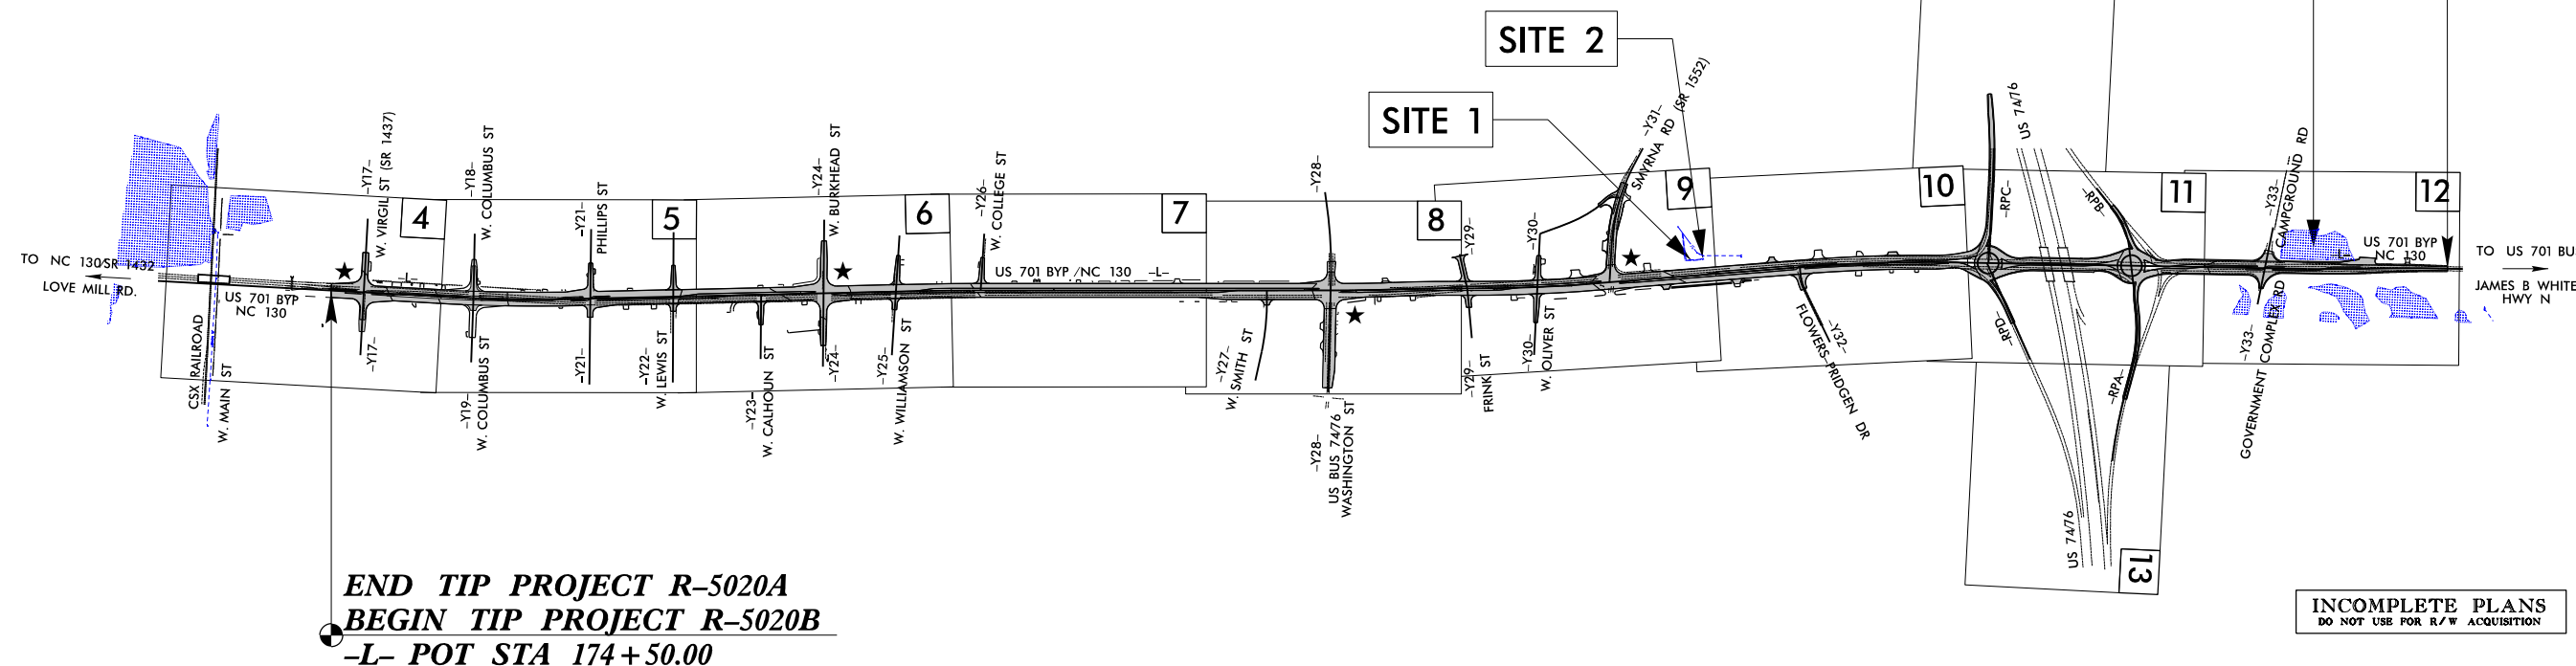 SITE 2
SITE 1
–Y31–
SMYRNA RD (SR 1552)
US 74/76
–Y17–
W. VIRGIL ST (SR 1437)
–Y18–
W. COLUMBUS ST
–Y21–
PHILLIPS ST
–Y24–
W. BURKHEAD ST
–Y26–
W. COLLEGE ST
–Y28–
–Y29–
–Y30–
–RPC–
–RPB–
–Y33–
CAMPGROUND RD
4
5
6
7
8
9
10
11
12
TO NC 130/SR 1432
LOVE MILL RD.
US 701 BYP
NC 130
–L–
US 701 BYP /NC 130 –L–
–L–
US 701 BYP
NC 130
TO US 701 BU
JAMES B WHITE
HWY N
CSX RAILROAD
W. MAIN ST
–Y17–
–Y19–
W. COLUMBUS ST
–Y21–
–Y22–
W. LEWIS ST
–Y23–
W. CALHOUN ST
–Y24–
–Y25–
W. WILLIAMSON ST
–Y27–
W. SMITH ST
–Y28–
US BUS 74/76
WASHINGTON ST
–Y29–
FRINK ST
–Y30–
W. OLIVER ST
–Y32–
FLOWERS–PRIDGEN DR
–RPD–
–RPA–
–Y33–
GOVERNMENT COMPLEX RD
US 74/76
13
END TIP PROJECT R–5020A
BEGIN TIP PROJECT R–5020B
–L– POT STA 174+50.00
INCOMPLETE PLANS
DO NOT USE FOR R/W ACQUISITION